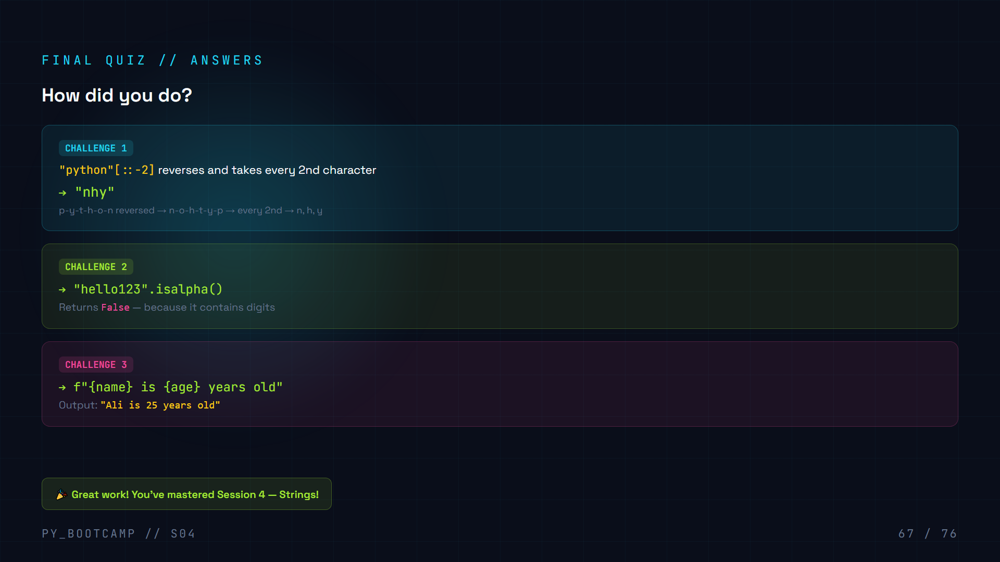 FINAL QUIZ // ANSWERS
How did you do?
CHALLENGE 1
"python"[::-2] reverses and takes every 2nd character
→ "nhy"
p-y-t-h-o-n reversed → n-o-h-t-y-p → every 2nd → n, h, y
CHALLENGE 2
→ "hello123".isalpha()
Returns False — because it contains digits
CHALLENGE 3
→ f"{name} is {age} years old"
Output: "Ali is 25 years old"
🎉 Great work! You’ve mastered Session 4 — Strings!
PY_BOOTCAMP // S04
67 / 76